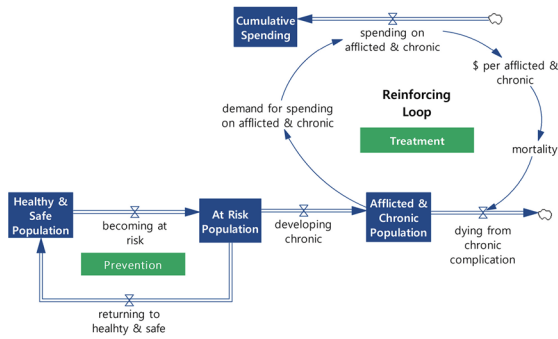 Cumulative
Spending
spending on
afflicted & chronic
$ per afflicted &
chronic
Reinforcing
Loop
demand for spending
on afflicted & chronic
Treatment
mortality
Healthy &
Safe
Population
becoming at
risk
At Risk
Population
developing
chronic
Afflicted &
Chronic
Population
dying from
chronic
complication
Prevention
returning to
healhty & safe